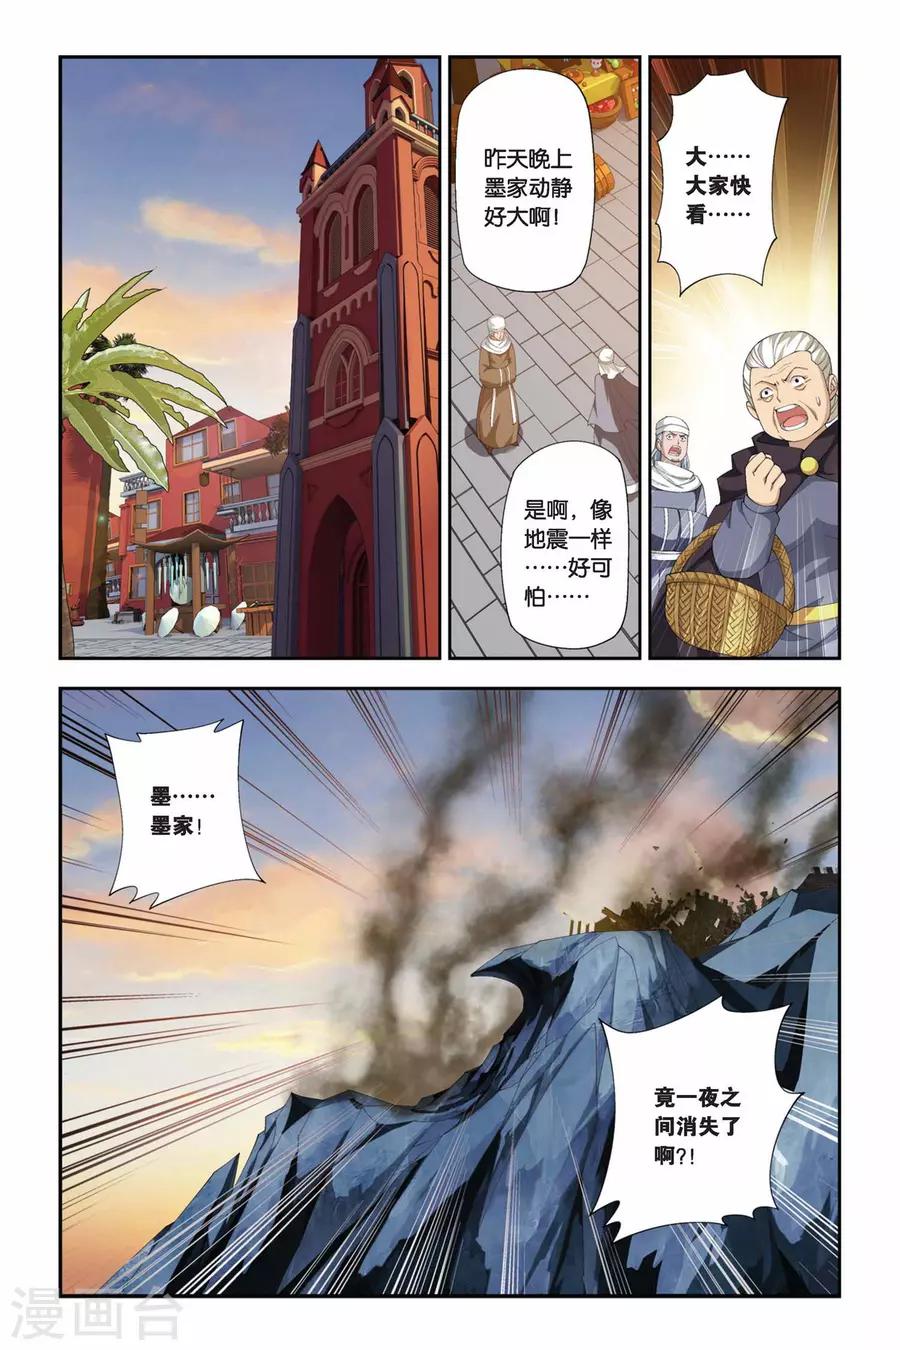 昨天晚上
墨家动静
好大啊!
是啊，像
地震一样
……好可
怕……
大……
大家快
看……
墨……
墨家!
竟一夜之
间消失了
啊?!
漫画台